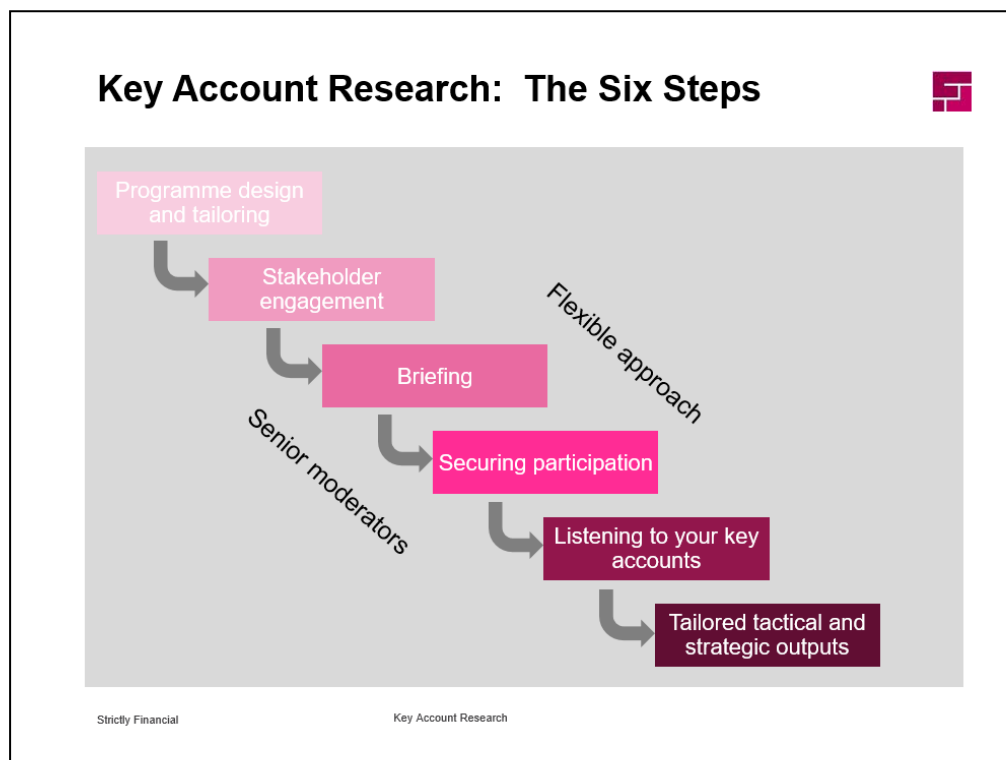 Key Account Research:  The Six Steps
Programme design
and tailoring
Stakeholder
engagement
Flexible approach
Briefing
Senior moderators
Securing participation
Listening to your key
accounts
Tailored tactical and
strategic outputs
Strictly Financial
Key Account Research